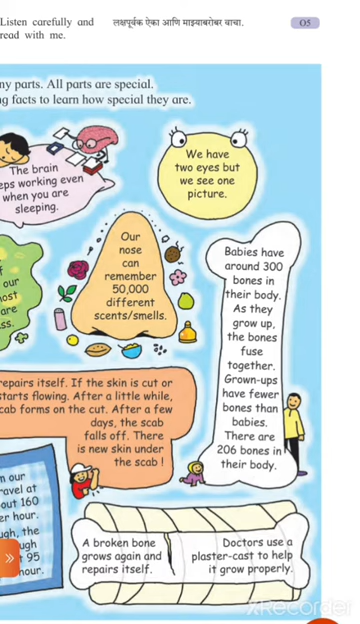 Listen carefully and
read with me.
लक्षपूर्वक ऐका आणि माझ्याबरोबर वाचा.
05
ny parts. All parts are special.
ng facts to learn how special they are.
The brain
eps working even
when you are
sleeping.
We have
two eyes but
we see one
picture.
our
ost
are
ss.
Our
nose
can
remember
50,000
different
scents/smells.
Babies have
around 300
bones in
their body.
As they
grow up,
the bones
fuse
together.
Grown-ups
have fewer
bones than
babies.
There are
206 bones in
their body.
repairs itself. If the skin is cut or
starts flowing. After a little while,
cab forms on the cut. After a few
days, the scab
falls off. There
is new skin under
the scab !
n our
ravel at
out 160
er hour.
ugh, the
ugh
95
hour.
A broken bone
grows again and
repairs itself.
Doctors use a
plaster-cast to help
it grow properly.
XRecorder